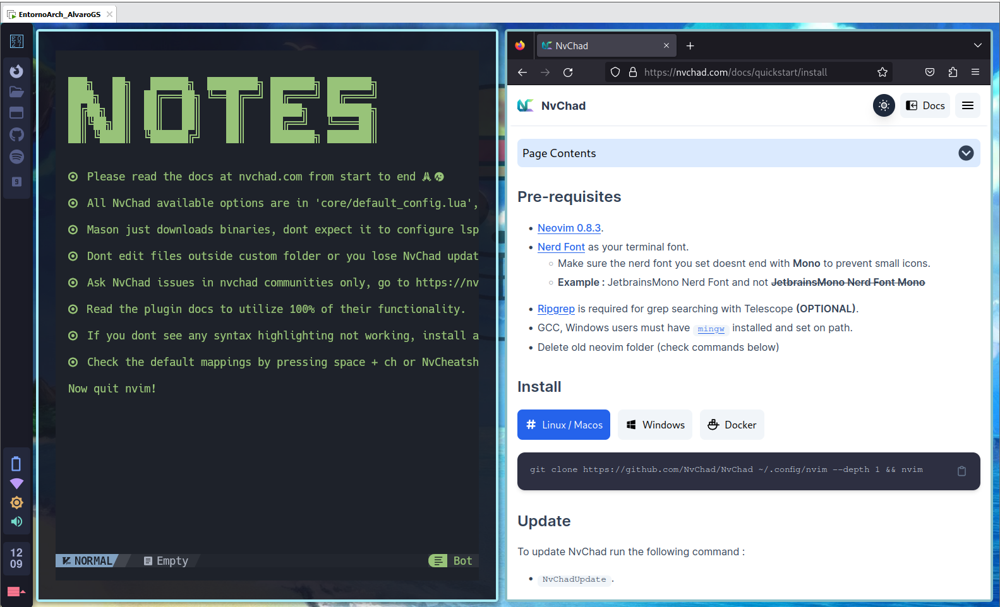 EntornoArch_AlvaroGS
E0
27
9
12
09
NOTES
Please read the docs at nvchad.com from start to end
All NvChad available options are in 'core/default_config.lua',
Mason just downloads binaries, dont expect it to configure lsp
Dont edit files outside custom folder or you lose NvChad updat
Ask NvChad issues in nvchad communities only, go to https://nv
Read the plugin docs to utilize 100% of their functionality.
If you dont see any syntax highlighting not working, install a
Check the default mappings by pressing space + ch or NvCheatsh
Now quit nvim!
NORMAL Empty Bot
NvChad
https://nvchad.com/docs/quickstart/install
NvChad Docs
Page Contents
Pre-requisites
• Neovim 0.8.3.
• Nerd Font as your terminal font.
◦ Make sure the nerd font you set doesnt end with Mono to prevent small icons.
◦ Example : JetbrainsMono Nerd Font and not JetbrainsMono Nerd Font Mono
• Ripgrep is required for grep searching with Telescope (OPTIONAL).
• GCC, Windows users must have mingw installed and set on path.
• Delete old neovim folder (check commands below)
Install
# Linux / Macos Windows Docker
git clone https://github.com/NvChad/NvChad ~/.config/nvim --depth 1 && nvim
Update
To update NvChad run the following command :
• NvChadUpdate .